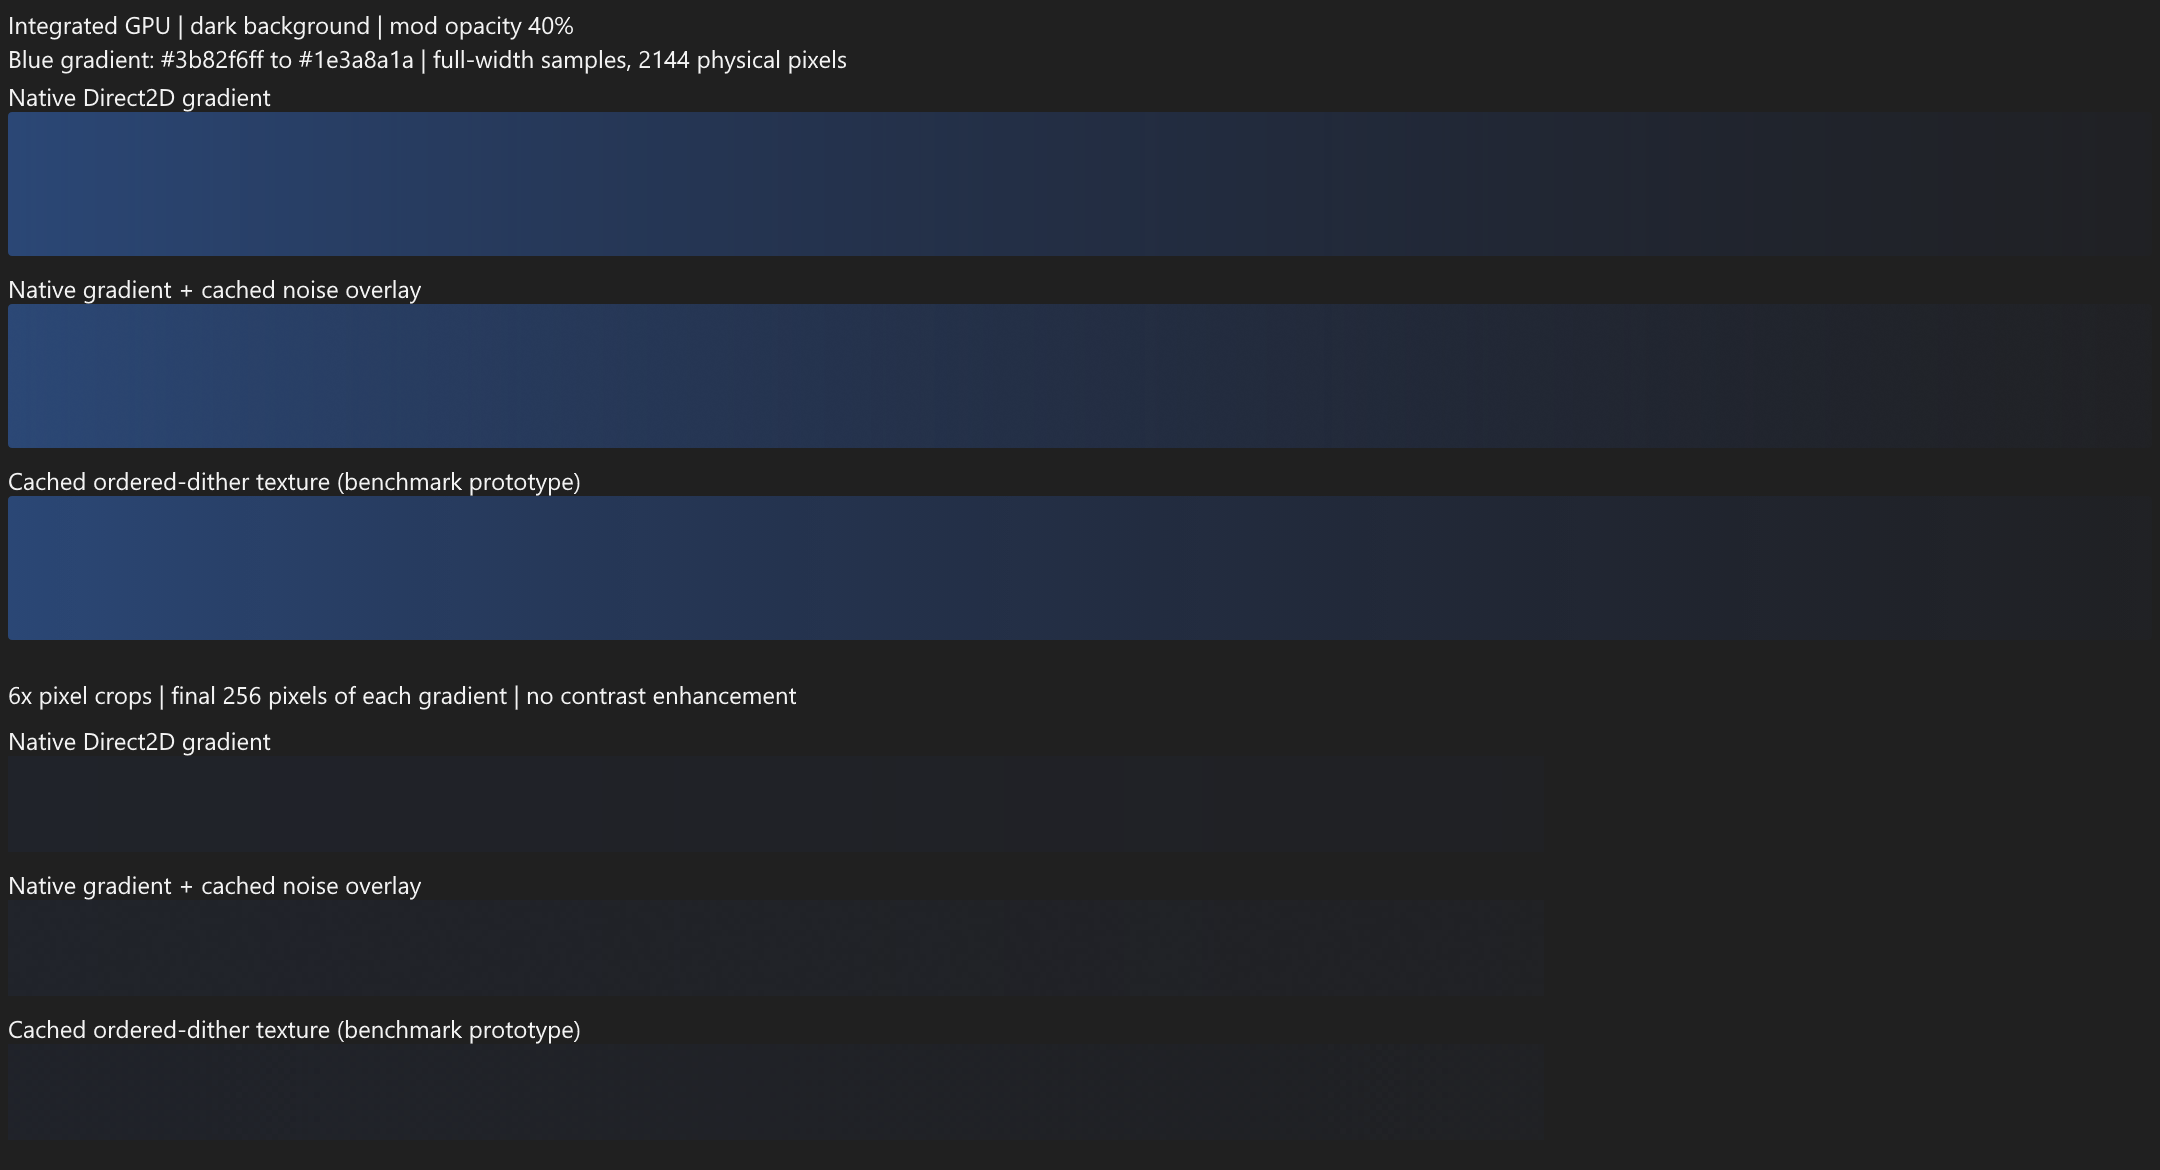 Integrated GPU | dark background | mod opacity 40%
Blue gradient: #3b82f6ff to #1e3a8a1a | full-width samples, 2144 physical pixels
Native Direct2D gradient
Native gradient + cached noise overlay
Cached ordered-dither texture (benchmark prototype)
6x pixel crops | final 256 pixels of each gradient | no contrast enhancement
Native Direct2D gradient
Native gradient + cached noise overlay
Cached ordered-dither texture (benchmark prototype)